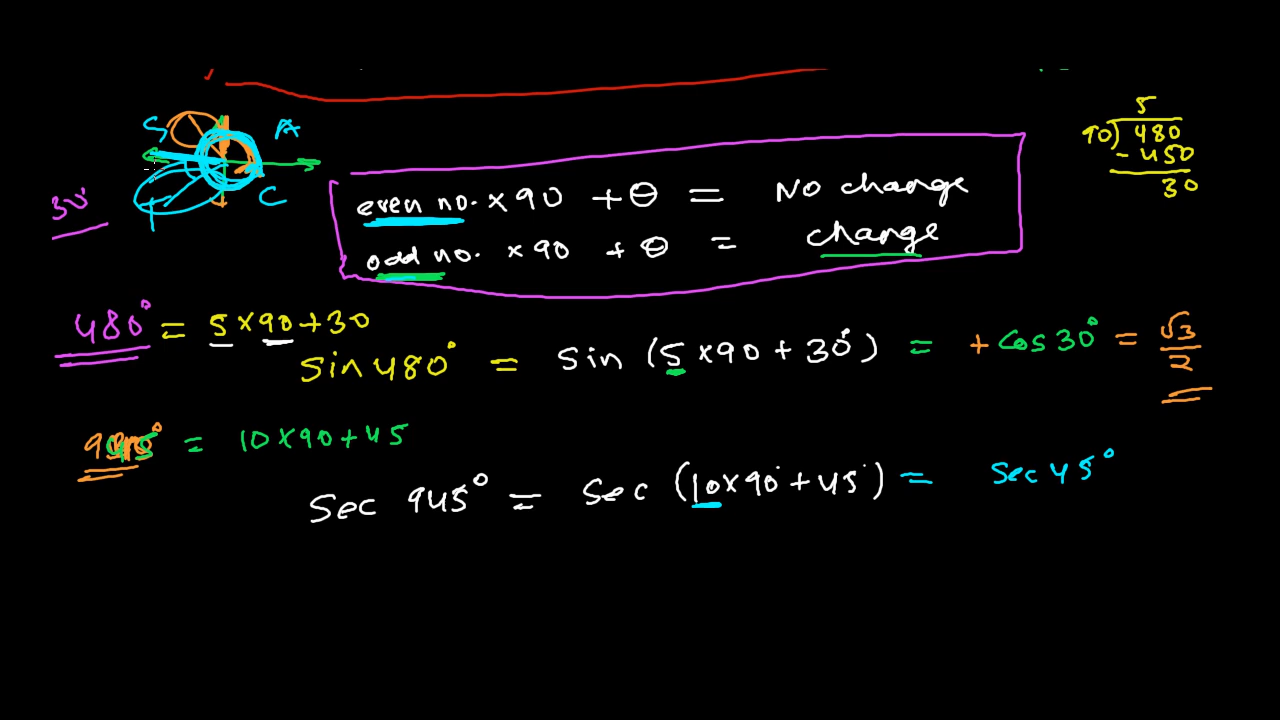 S A
C
30°
5
90) 480
- 450
30
even no. × 90 + θ = No change
odd no. × 90 + θ = change
480° = 5 × 90 + 30
sin 480° = sin (5 × 90 + 30°) = + cos 30° = √3/2
945° = 10 × 90 + 45
sec 945° = sec (10 × 90° + 45°) = sec 45°